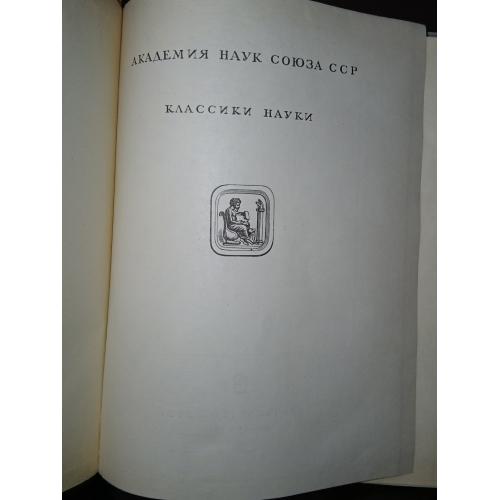 АКАДЕМИЯ НАУК СОЮЗА ССР
КЛАССИКИ НАУКИ